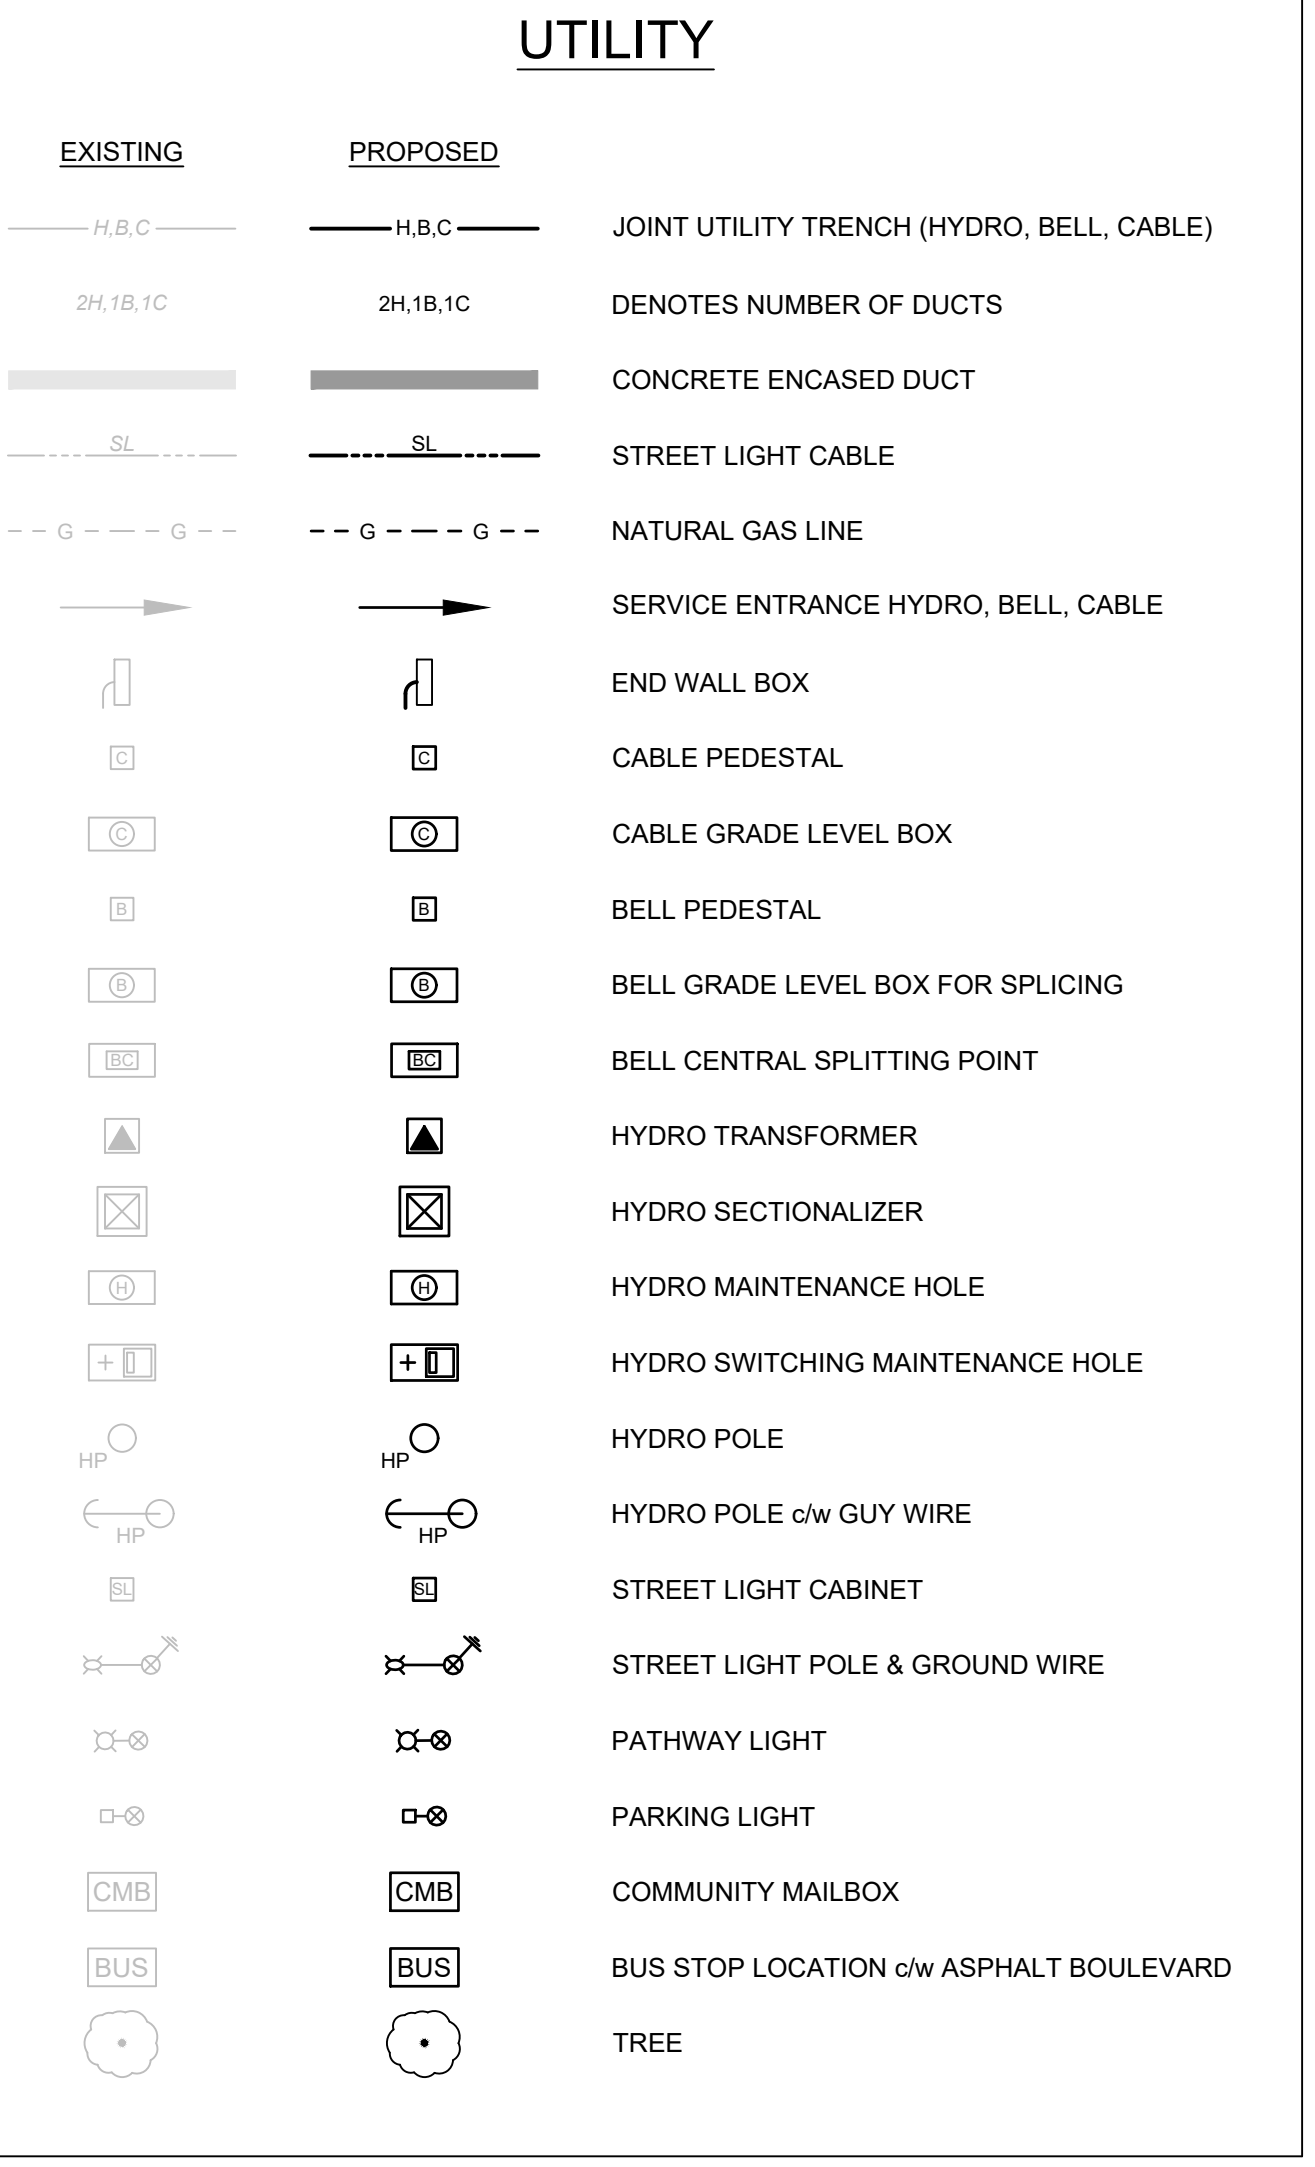 UTILITY
EXISTING PROPOSED
H,B,C H,B,C JOINT UTILITY TRENCH (HYDRO, BELL, CABLE)
2H,1B,1C 2H,1B,1C DENOTES NUMBER OF DUCTS
CONCRETE ENCASED DUCT
SL SL STREET LIGHT CABLE
G G G G NATURAL GAS LINE
SERVICE ENTRANCE HYDRO, BELL, CABLE
END WALL BOX
C C CABLE PEDESTAL
C C CABLE GRADE LEVEL BOX
B B BELL PEDESTAL
B B BELL GRADE LEVEL BOX FOR SPLICING
BC BC BELL CENTRAL SPLITTING POINT
HYDRO TRANSFORMER
HYDRO SECTIONALIZER
H H HYDRO MAINTENANCE HOLE
HYDRO SWITCHING MAINTENANCE HOLE
HP HP HYDRO POLE
HP HP HYDRO POLE c/w GUY WIRE
SL SL STREET LIGHT CABINET
STREET LIGHT POLE & GROUND WIRE
PATHWAY LIGHT
PARKING LIGHT
CMB CMB COMMUNITY MAILBOX
BUS BUS BUS STOP LOCATION c/w ASPHALT BOULEVARD
TREE